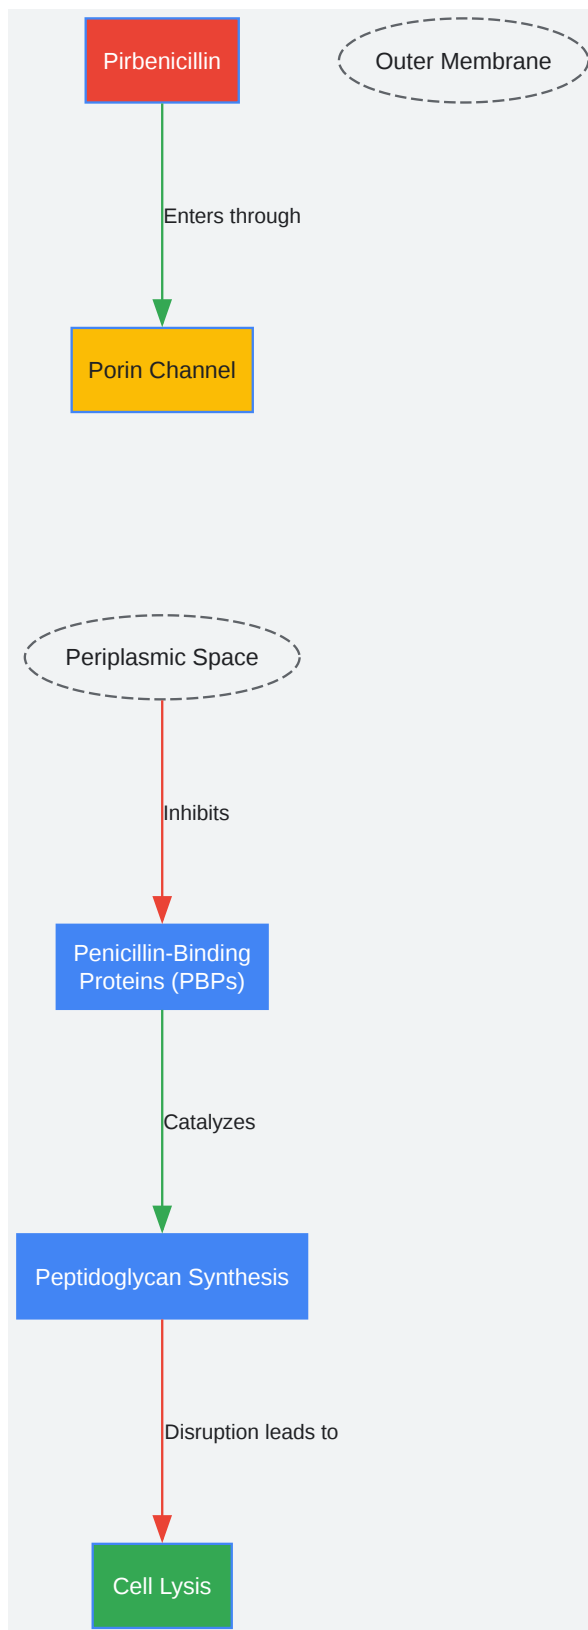 Pirbenicillin
Outer Membrane
Enters through
Porin Channel
Periplasmic Space
Inhibits
Penicillin-Binding
Proteins (PBPs)
Catalyzes
Peptidoglycan Synthesis
Disruption leads to
Cell Lysis